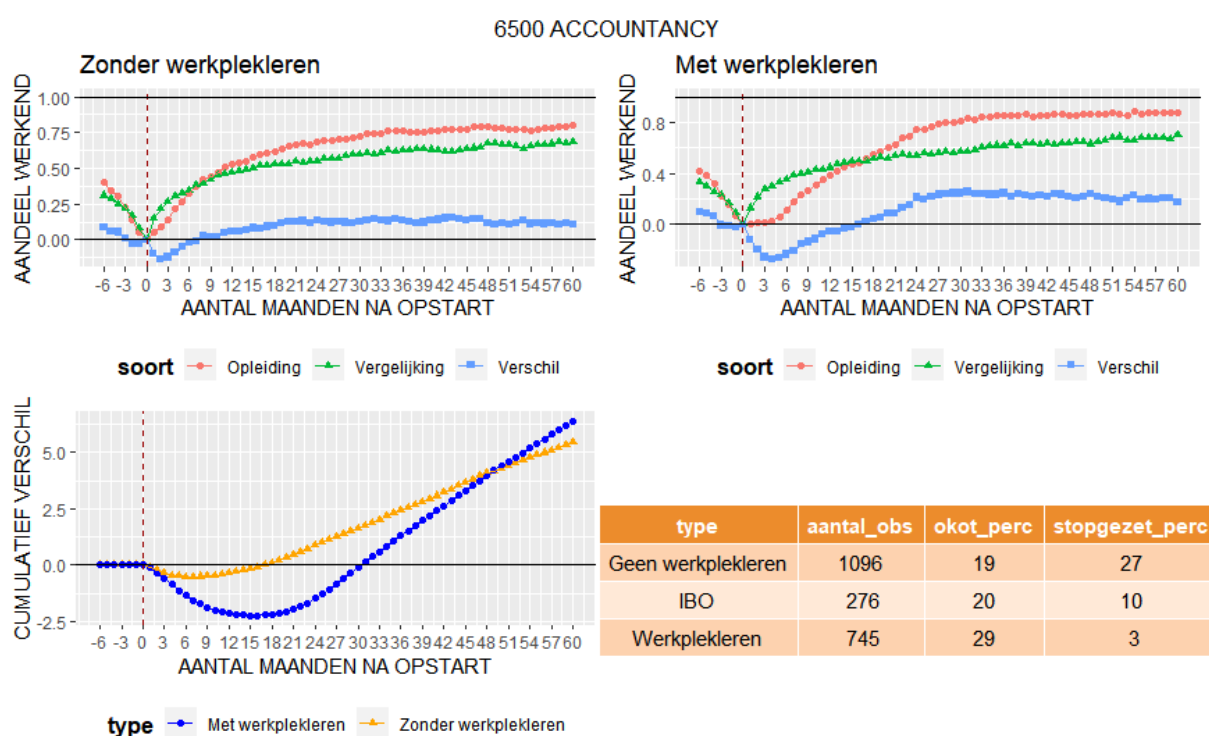 6500 ACCOUNTANCY
Zonder werkplekleren
AANDEEL WERKEND
1.00
0.75
0.50
0.25
0.00
-6 -3 0 3 6 9 12 15 18 21 24 27 30 33 36 39 42 45 48 51 54 57 60
AANTAL MAANDEN NA OPSTART
soort Opleiding Vergelijking Verschil
Met werkplekleren
AANDEEL WERKEND
0.8
0.4
0.0
-6 -3 0 3 6 9 12 15 18 21 24 27 30 33 36 39 42 45 48 51 54 57 60
AANTAL MAANDEN NA OPSTART
soort Opleiding Vergelijking Verschil
CUMULATIEF VERSCHIL
5.0
2.5
0.0
-2.5
-6 -3 0 3 6 9 12 15 18 21 24 27 30 33 36 39 42 45 48 51 54 57 60
AANTAL MAANDEN NA OPSTART
type Met werkplekleren Zonder werkplekleren
type aantal_obs okot_perc stopgezet_perc
Geen werkplekleren 1096 19 27
IBO 276 20 10
Werkplekleren 745 29 3